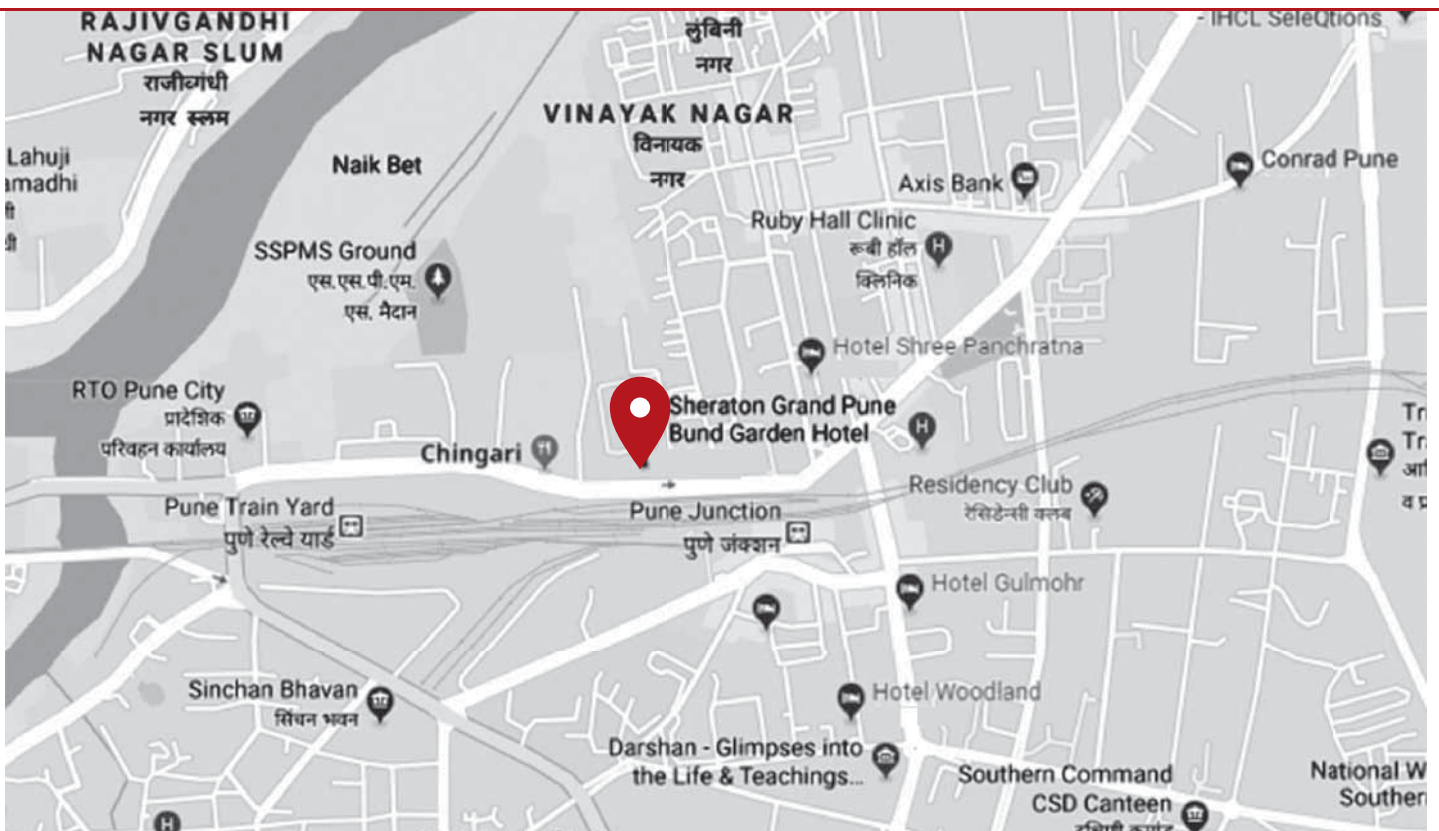 RAJIVGANDHI
NAGAR SLUM
राजीवगंधी
नगर स्लम
लुंबिनी
नगर
- IHCL SeleQtions
VINAYAK NAGAR
विनायक
नगर
Lahuji
amadhi
Naik Bet
Axis Bank
Conrad Pune
Ruby Hall Clinic
रूबी हॉल
क्लिनिक
SSPMS Ground
एस.एस.पी.एम.
एस. मैदान
Hotel Shree Panchratna
RTO Pune City
प्रादेशिक
परिवहन कार्यालय
Sheraton Grand Pune
Bund Garden Hotel
Chingari
Residency Club
रेसिडेन्सी क्लब
Pune Train Yard
पुणे रेल्वे यार्ड
Pune Junction
पुणे जंक्शन
Hotel Gulmohr
Sinchan Bhavan
सिंचन भवन
Hotel Woodland
Darshan - Glimpses into
the Life & Teachings...
Southern Command
CSD Canteen
National W
Souther